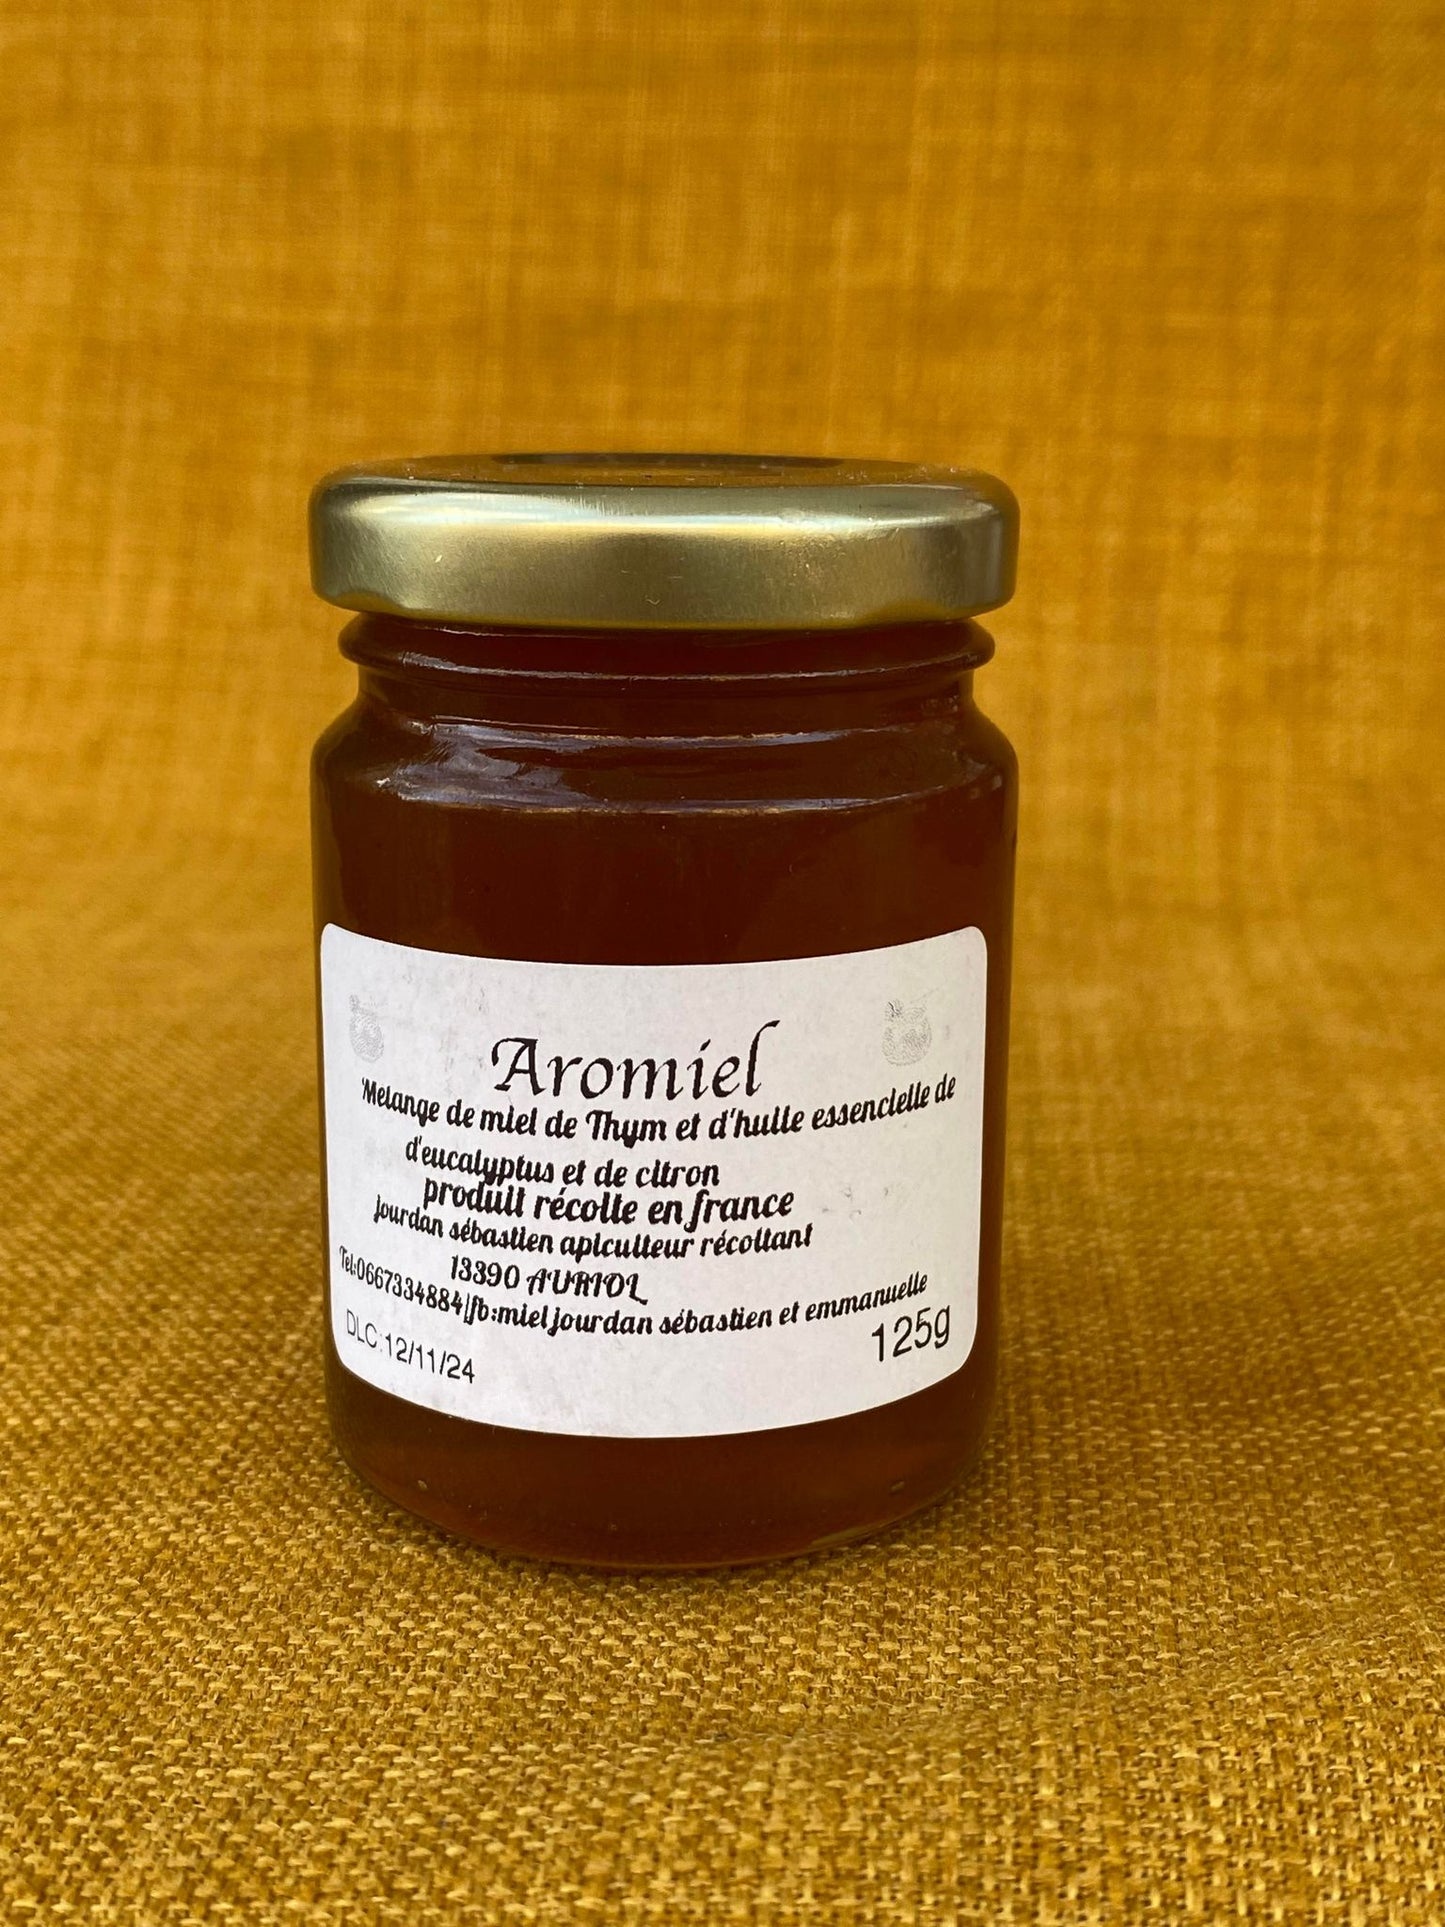 Aromiel
Melange de miel de Thym et d'huile essencielle de
d'eucalyptus et de citron
produit récolte en france
jourdan sébastien apiculteur récoltant
13390 AURIOL
Tel:0667334884/fb:miel jourdan sébastien et emmanuelle
DLC:12/11/24
125g